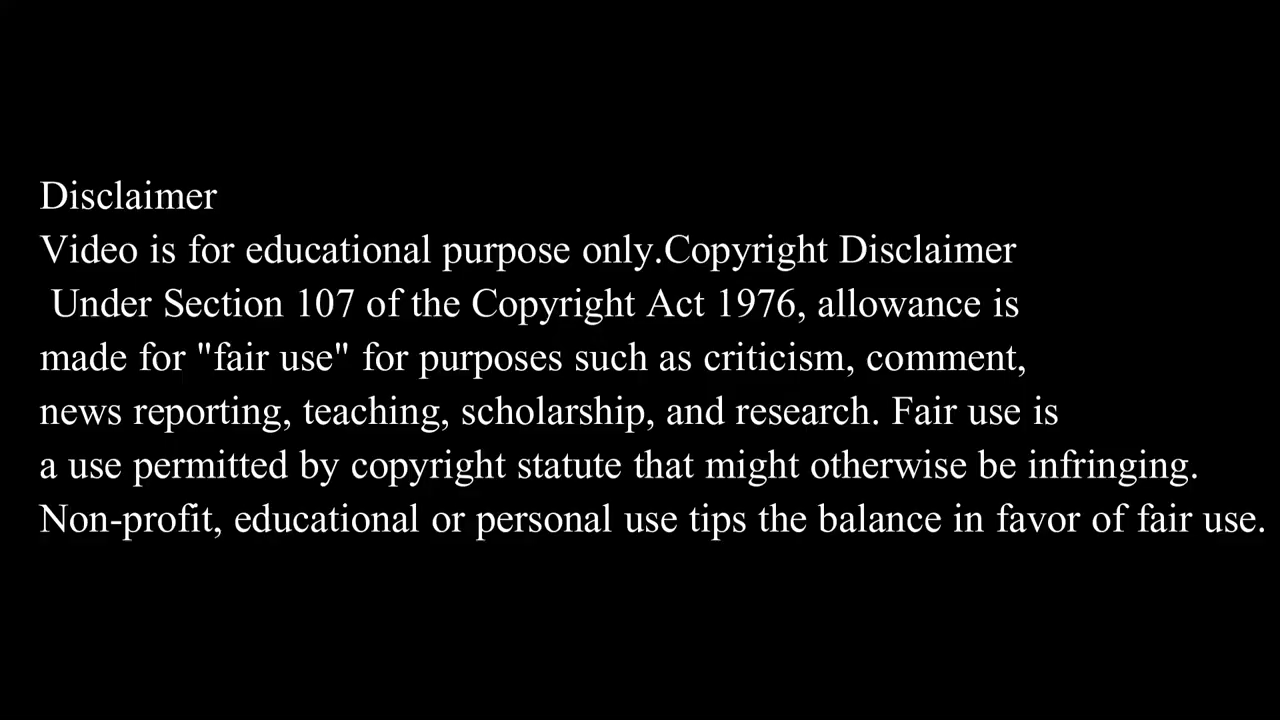 Disclaimer
Video is for educational purpose only.Copyright Disclaimer
Under Section 107 of the Copyright Act 1976, allowance is
made for "fair use" for purposes such as criticism, comment,
news reporting, teaching, scholarship, and research. Fair use is
a use permitted by copyright statute that might otherwise be infringing.
Non-profit, educational or personal use tips the balance in favor of fair use.